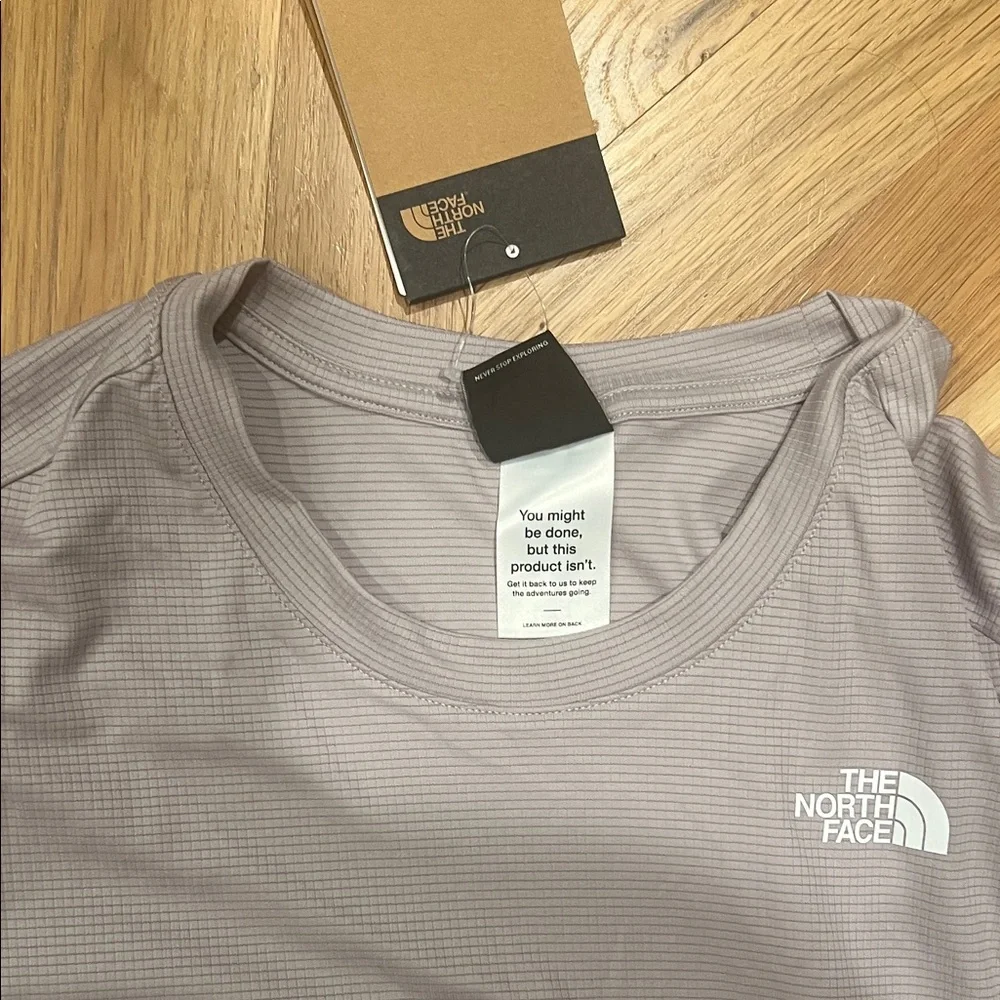 THE
NORTH
FACE
NEVER STOP EXPLORING
You might
be done,
but this
product isn't.
Get it back to us to keep
the adventures going.
LEARN MORE ON BACK
THE
NORTH
FACE